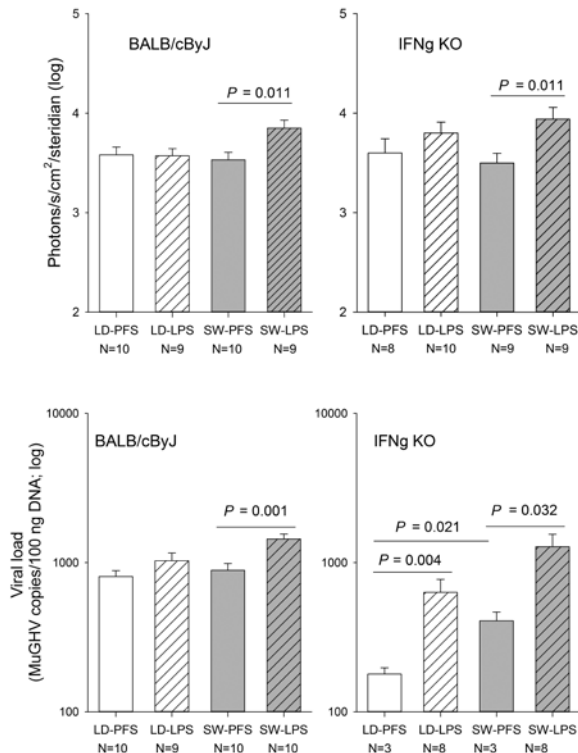 Photons/s/cm²/steridian (log)
5
4
3
2
BALB/cByJ
P = 0.011
LD-PFS LD-LPS SW-PFS SW-LPS
N=10 N=9 N=10 N=9
5
4
3
2
IFNg KO
P = 0.011
LD-PFS LD-LPS SW-PFS SW-LPS
N=8 N=10 N=9 N=9
Viral load
(MuGHV copies/100 ng DNA; log)
10000
1000
100
BALB/cByJ
P = 0.001
LD-PFS LD-LPS SW-PFS SW-LPS
N=10 N=9 N=10 N=10
10000
1000
100
IFNg KO
P = 0.032
P = 0.021
P = 0.004
LD-PFS LD-LPS SW-PFS SW-LPS
N=3 N=8 N=3 N=8